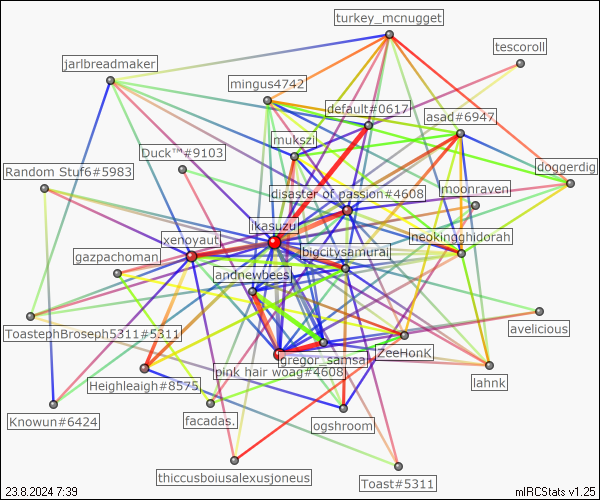 turkey_mcnugget
tescoroll
jarlbreadmaker
mingus4742
default#0617
asad#6947
mukszi
Duck™#9103
doggerdig
Random Stuf6#5983
moonraven
disaster of passion#4608
ikasuzu
xenoyaut
neokingghidorah
bigcitysamurai
gazpachoman
andnewbees
avelicious
ToastephBroseph5311#5311
ZeeHonK
gregor_samsa
pink hair woag#4608
lahnk
Heighleaigh#8575
Knowun#6424
facadas.
ogshroom
thiccusboiusalexusjoneus
Toast#5311
23.8.2024 7:39
mIRCStats v1.25